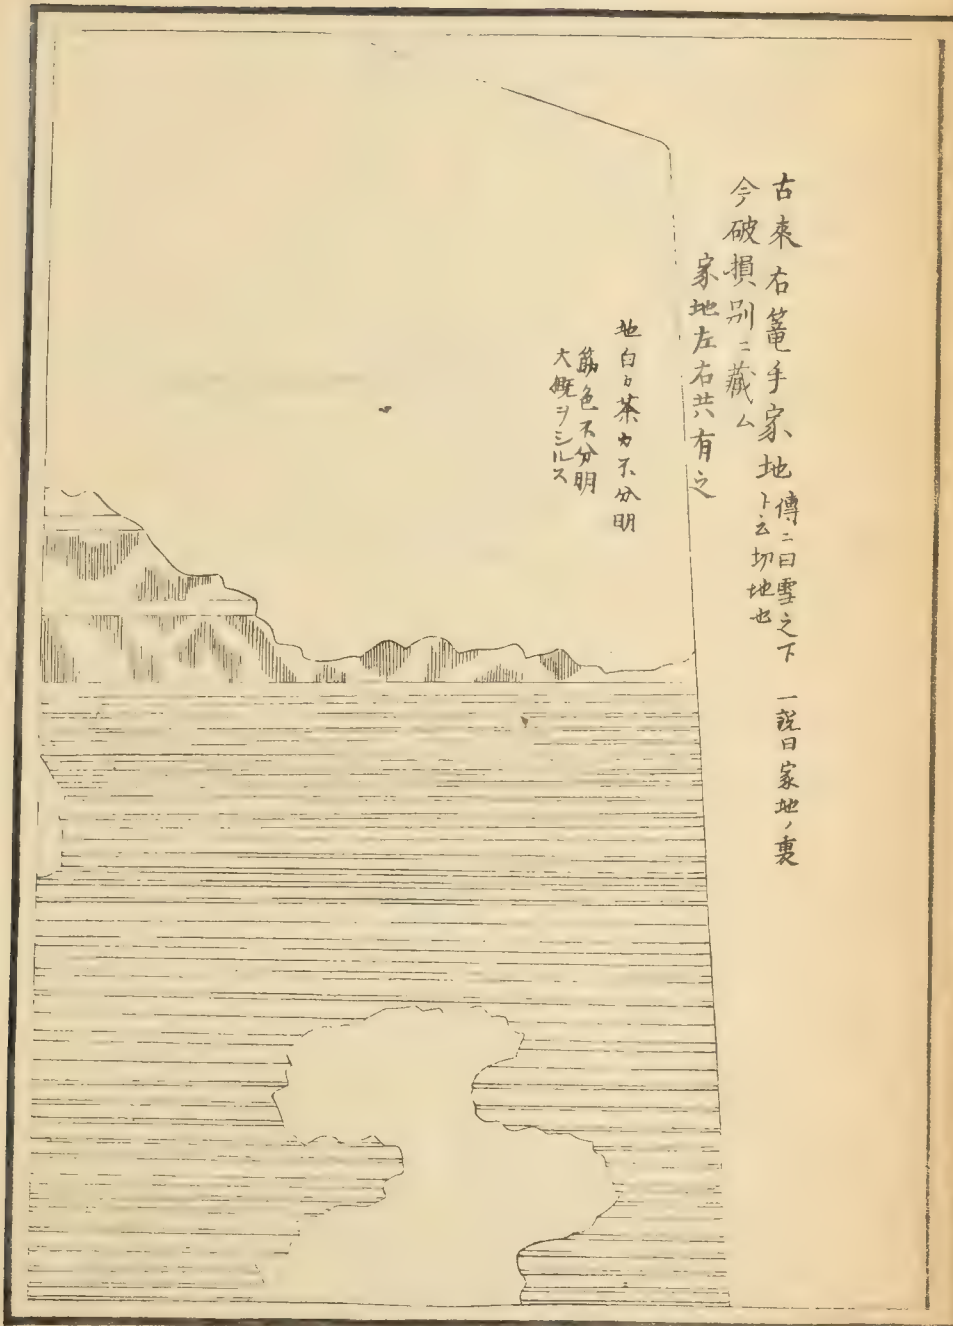 古来右篭手家地
傳ニ曰雪之下　一説曰家地ノ裏
ト云切地也
今破損別ニ蔵ム
家地左右共有之
地白カ茶カ不分明
筋色不分明
大概ヲシルス